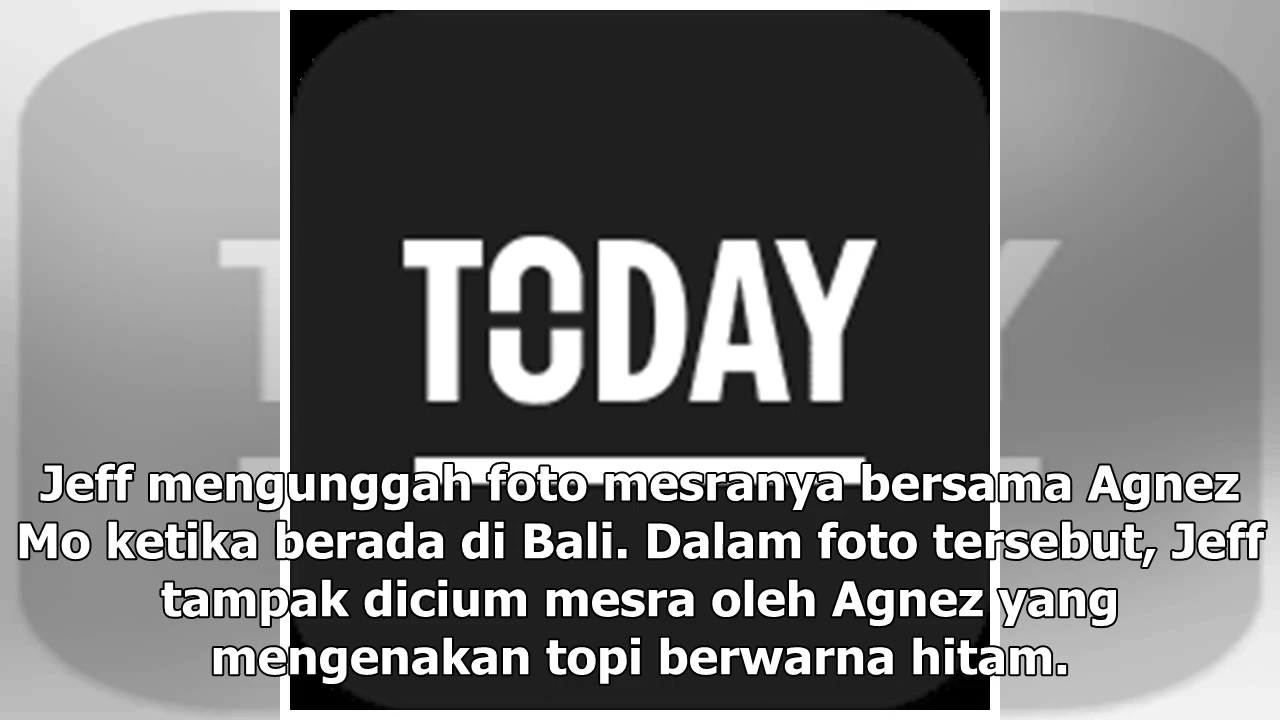 TODAY
Jeff mengunggah foto mesranya bersama Agnez
Mo ketika berada di Bali. Dalam foto tersebut, Jeff
tampak dicium mesra oleh Agnez yang
mengenakan topi berwarna hitam.